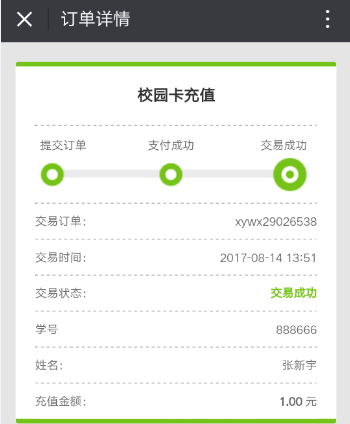 订单详情
校园卡充值
提交订单 支付成功 交易成功
交易订单: xywx29026538
交易时间: 2017-08-14 13:51
交易状态: 交易成功
学号 888666
姓名: 张新宇
充值金额: 1.00 元